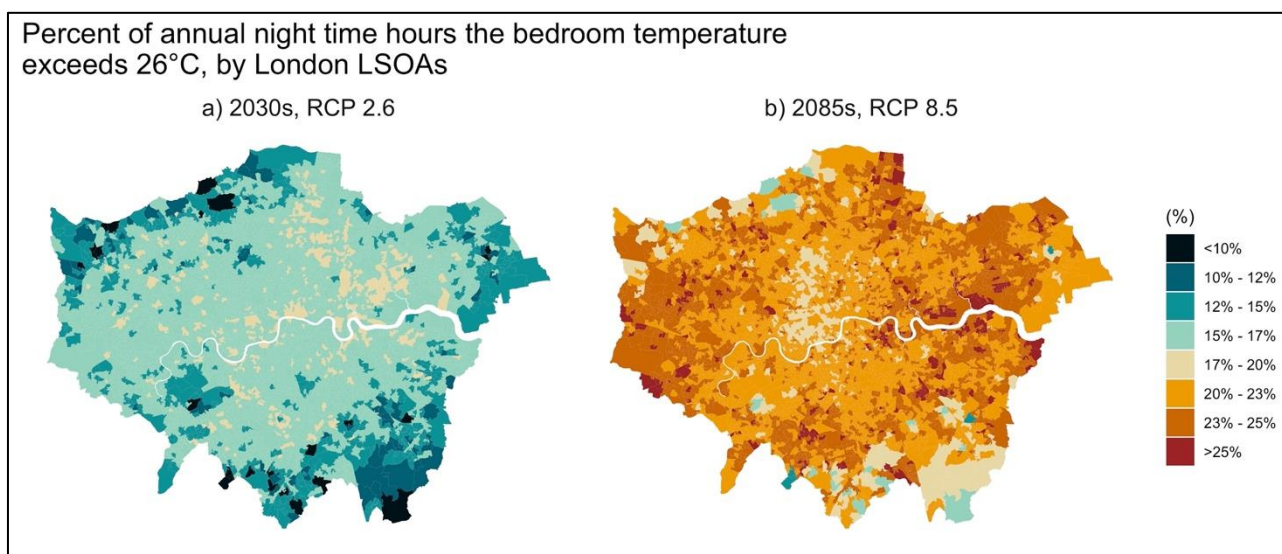 Percent of annual night time hours the bedroom temperature
exceeds 26°C, by London LSOAs
a) 2030s, RCP 2.6
b) 2085s, RCP 8.5
(%)
<10%
10% - 12%
12% - 15%
15% - 17%
17% - 20%
20% - 23%
23% - 25%
>25%